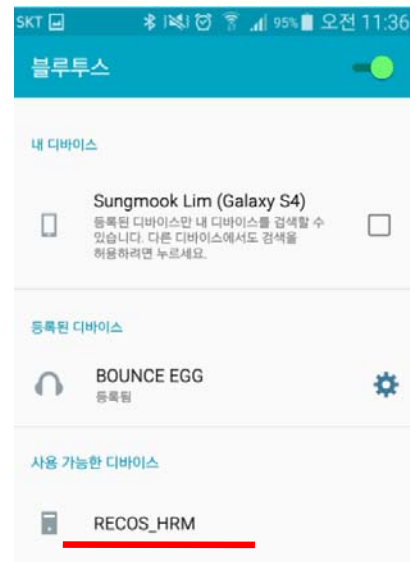 SKT 95% 오전 11:36
블루투스
내 디바이스
Sungmook Lim (Galaxy S4)
등록된 디바이스만 내 디바이스를 검색할 수
있습니다. 다른 디바이스에서도 검색을
허용하려면 누르세요.
등록된 디바이스
BOUNCE EGG
등록됨
사용 가능한 디바이스
RECOS_HRM